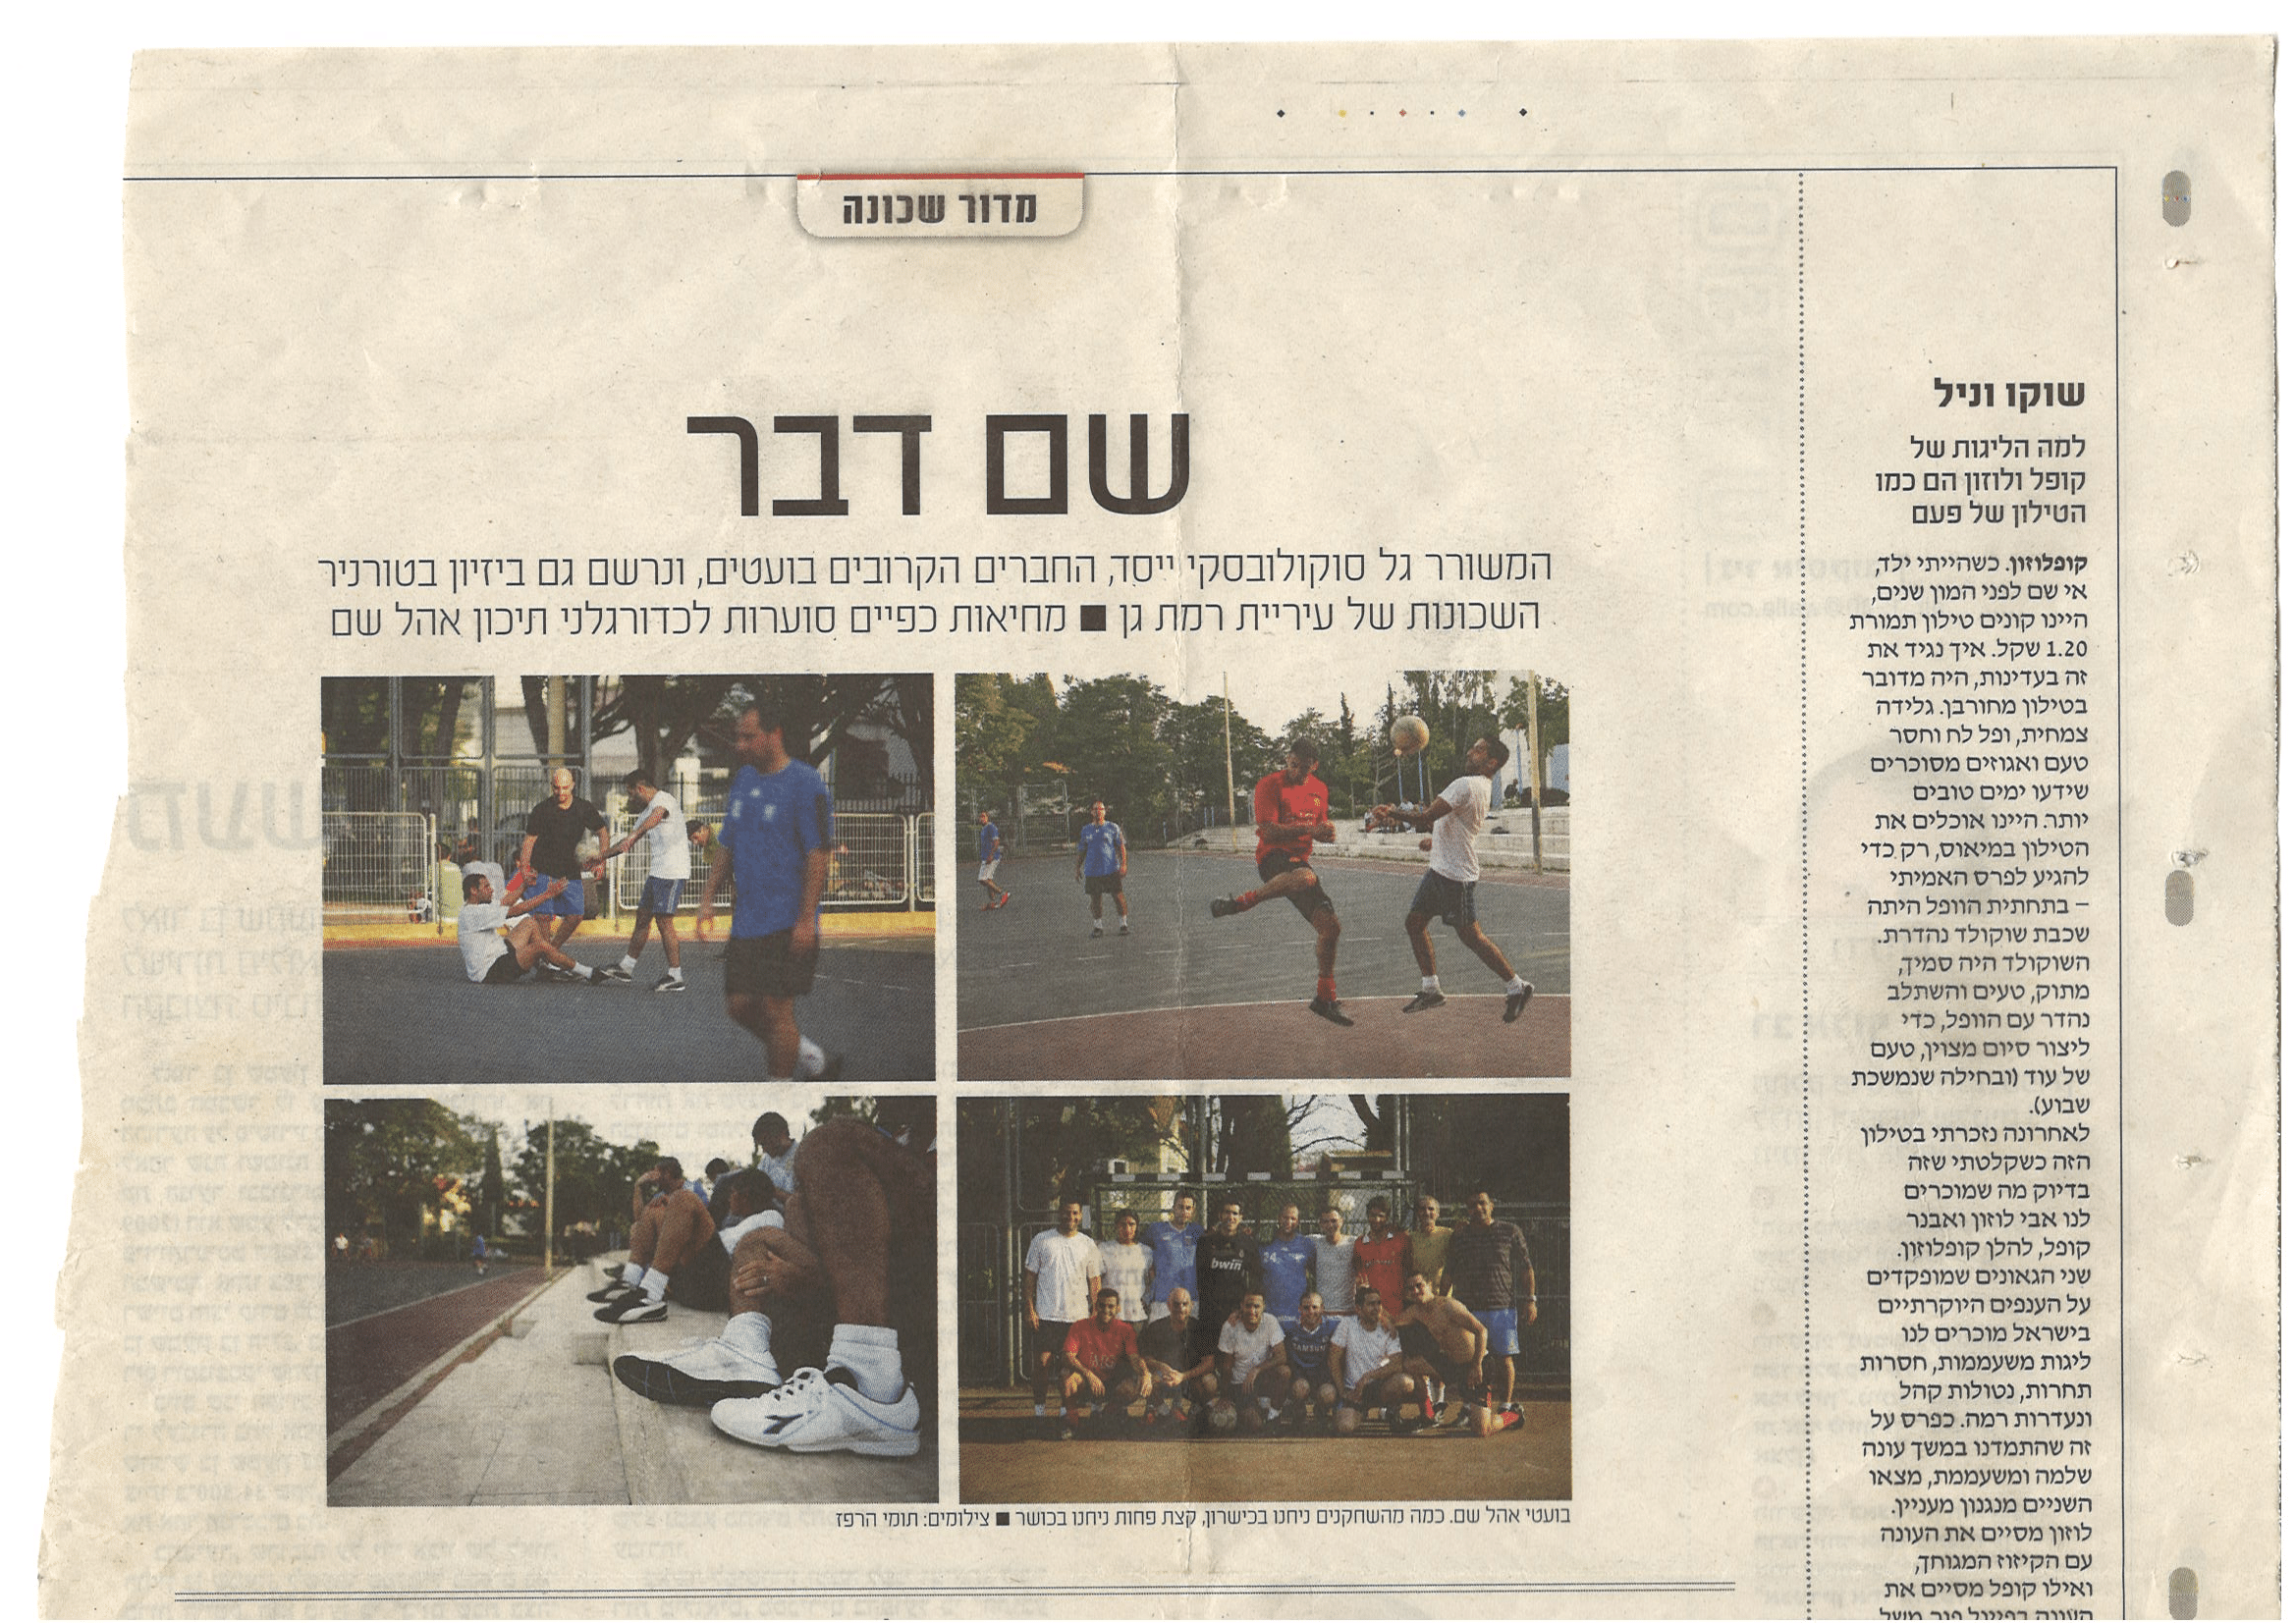 מדור שכונה
שם דבר
המשורר גל סוקולובסקי ייסד, החברים הקרובים בועטים, ונרשם גם ביזיון בטורניר
השכונות של עיריית רמת גן ■ מחיאות כפיים סוערות לכדורגלני תיכון אהל שם
bwin
SAMSUNG
בועטי אהל שם. כמה מהשחקנים ניחנו בכישרון, קצת פחות ניחנו בכושר ■ צילומים: תומי הרפז
שוקו וניל
למה הליגות של
קופל ולוזון הם כמו
הטילון של פעם
קופלוזון. כשהייתי ילד,
אי שם לפני המון שנים,
היינו קונים טילון תמורת
1.20 שקל. איך נגיד את
זה בעדינות, היה מדובר
בטילון מחורבן. גלידה
צמחית, ופל לח וחסר
טעם ואגוזים מסוכרים
שידעו ימים טובים
יותר. היינו אוכלים את
הטילון במיאוס, רק כדי
להגיע לפרס האמיתי
– בתחתית הוופל היתה
שכבת שוקולד נהדרת.
השוקולד היה סמיך,
מתוק, טעים והשתלב
נהדר עם הוופל, כדי
ליצור סיום מצוין, טעם
של עוד (ובחילה שנמשכת
שבוע).
לאחרונה נזכרתי בטילון
הזה כשקלטתי שזה
בדיוק מה שמוכרים
לנו אבי לוזון ואבנר
קופל, להלן קופלוזון.
שני הגאונים שמופקדים
על הענפים היוקרתיים
בישראל מוכרים לנו
ליגות משעממות, חסרות
תחרות, נטולות קהל
ונעדרות רמה. כפרס על
זה שהתמדנו במשך עונה
שלמה ומשעממת, מצאו
השניים מנגנון מעניין.
לוזון מסיים את העונה
עם הקיזוז המגוחך,
ואילו קופל מסיים את